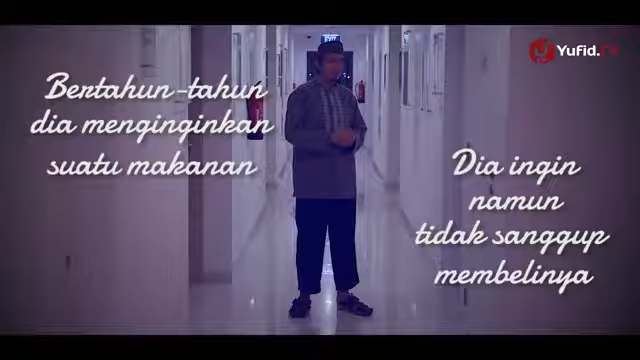 Yufid.TV
Bertahun-tahun
dia menginginkan
suatu makanan
Dia ingin
namun
tidak sanggup
membelinya